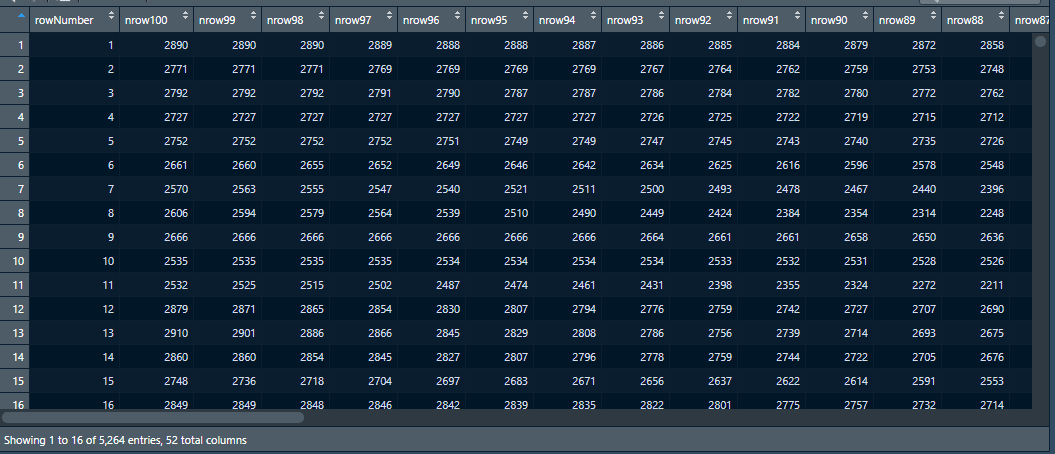 rowNumber nrow100 nrow99 nrow98 nrow97 nrow96 nrow95 nrow94 nrow93 nrow92 nrow91 nrow90 nrow89 nrow88 nrow87
1 1 2890 2890 2890 2889 2888 2888 2887 2886 2885 2884 2879 2872 2858
2 2 2771 2771 2771 2769 2769 2769 2769 2767 2764 2762 2759 2753 2748
3 3 2792 2792 2792 2791 2790 2787 2787 2786 2784 2782 2780 2772 2762
4 4 2727 2727 2727 2727 2727 2727 2727 2726 2725 2722 2719 2715 2712
5 5 2752 2752 2752 2752 2751 2749 2749 2747 2745 2743 2740 2735 2726
6 6 2661 2660 2655 2652 2649 2646 2642 2634 2625 2616 2596 2578 2548
7 7 2570 2563 2555 2547 2540 2521 2511 2500 2493 2478 2467 2440 2396
8 8 2606 2594 2579 2564 2539 2510 2490 2449 2424 2384 2354 2314 2248
9 9 2666 2666 2666 2666 2666 2666 2666 2664 2661 2661 2658 2650 2636
10 10 2535 2535 2535 2535 2534 2534 2534 2534 2533 2532 2531 2528 2526
11 11 2532 2525 2515 2502 2487 2474 2461 2431 2398 2355 2324 2272 2211
12 12 2879 2871 2865 2854 2830 2807 2794 2776 2759 2742 2727 2707 2690
13 13 2910 2901 2886 2866 2845 2829 2808 2786 2756 2739 2714 2693 2675
14 14 2860 2860 2854 2845 2827 2807 2796 2778 2759 2744 2722 2705 2676
15 15 2748 2736 2718 2704 2697 2683 2671 2656 2637 2622 2614 2591 2553
16 16 2849 2849 2848 2846 2842 2839 2835 2822 2801 2775 2757 2732 2714
Showing 1 to 16 of 5,264 entries, 52 total columns